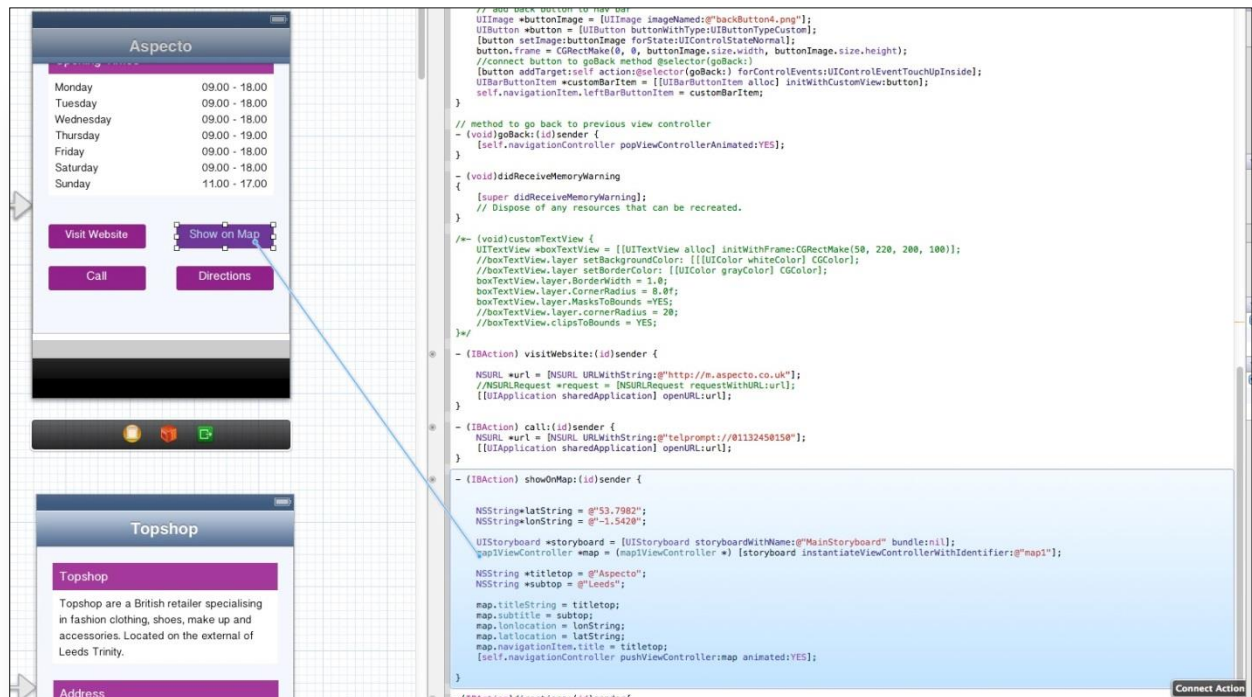 Aspecto
Monday 09.00 - 18.00
Tuesday 09.00 - 18.00
Wednesday 09.00 - 18.00
Thursday 09.00 - 19.00
Friday 09.00 - 18.00
Saturday 09.00 - 18.00
Sunday 11.00 - 17.00
Visit Website
Show on Map
Call
Directions
Topshop
Topshop
Topshop are a British retailer specialising
in fashion clothing, shoes, make up and
accessories. Located on the external of
Leeds Trinity.
Address
// add back button to nav bar
UIImage *buttonImage = [UIImage imageNamed:@"backButton4.png"];
UIButton *button = [UIButton buttonWithType:UIButtonTypeCustom];
[button setImage:buttonImage forState:UIControlStateNormal];
button.frame = CGRectMake(0, 0, buttonImage.size.width, buttonImage.size.height);
//connect button to goBack method @selector(goBack:)
[button addTarget:self action:@selector(goBack:) forControlEvents:UIControlEventTouchUpInside];
UIBarButtonItem *customBarItem = [[UIBarButtonItem alloc] initWithCustomView:button];
self.navigationItem.leftBarButtonItem = customBarItem;
}
// method to go back to previous view controller
- (void)goBack:(id)sender {
[self.navigationController popViewControllerAnimated:YES];
}
- (void)didReceiveMemoryWarning
{
[super didReceiveMemoryWarning];
// Dispose of any resources that can be recreated.
}
/*- (void)customTextView {
UITextView *boxTextView = [[UITextView alloc] initWithFrame:CGRectMake(50, 220, 200, 100)];
//boxTextView.layer setBackgroundColor: [[[UIColor whiteColor] CGColor];
//boxTextView.layer setBorderColor: [[UIColor grayColor] CGColor];
boxTextView.layer.BorderWidth = 1.0;
boxTextView.layer.CornerRadius = 8.0f;
boxTextView.layer.MasksToBounds =YES;
//boxTextView.layer.cornerRadius = 20;
//boxTextView.clipsToBounds = YES;
}*/
- (IBAction) visitWebsite:(id)sender {
NSURL *url = [NSURL URLWithString:@"http://m.aspecto.co.uk"];
//NSURLRequest *request = [NSURLRequest requestWithURL:url];
[[UIApplication sharedApplication] openURL:url];
}
- (IBAction) call:(id)sender {
NSURL *url = [NSURL URLWithString:@"telprompt://01132450150"];
[[UIApplication sharedApplication] openURL:url];
}
- (IBAction) showOnMap:(id)sender {
NSString*latString = @"53.7982";
NSString*lonString = @"-1.5420";
UIStoryboard *storyboard = [UIStoryboard storyboardWithName:@"MainStoryboard" bundle:nil];
map1ViewController *map = (map1ViewController *) [storyboard instantiateViewControllerWithIdentifier:@"map1"];
NSString *titletop = @"Aspecto";
NSString *subtop = @"Leeds";
map.titleString = titletop;
map.subtitle = subtop;
map.lonlocation = lonString;
map.latlocation = latString;
map.navigationItem.title = titletop;
[self.navigationController pushViewController:map animated:YES];
}
Connect Action